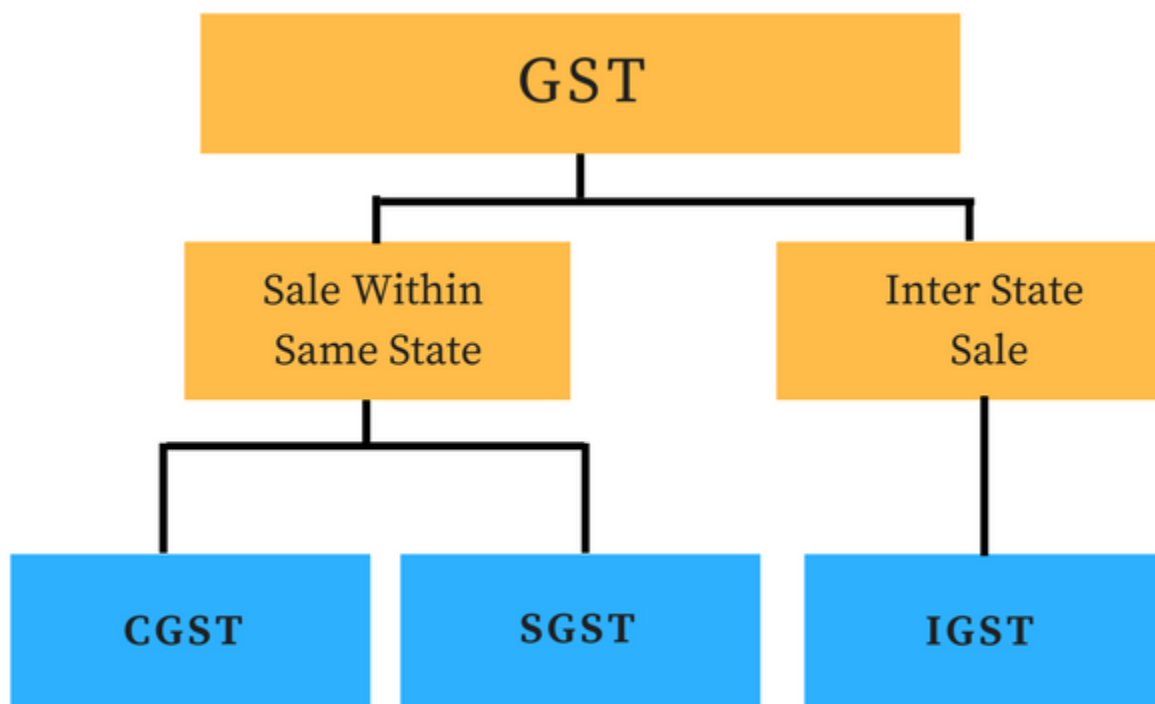 GST
Sale Within
Same State
Inter State
Sale
CGST
SGST
IGST